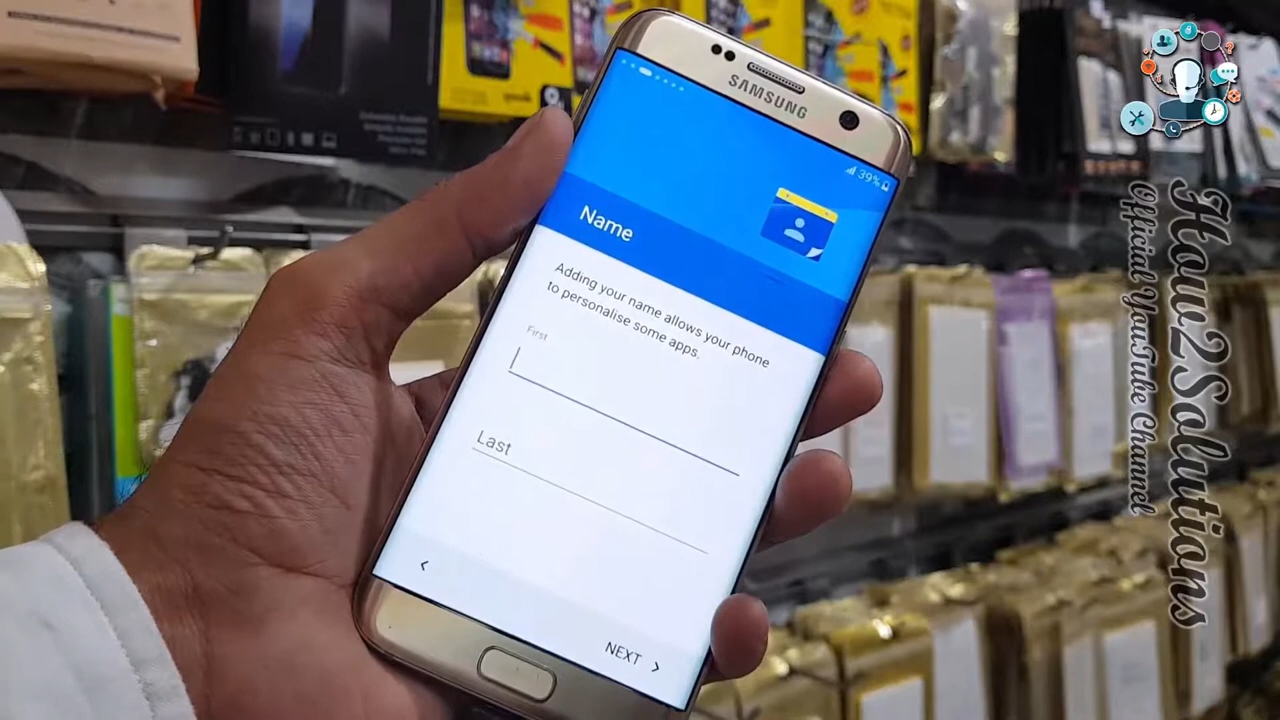 SAMSUNG
39%
Name
Adding your name allows your phone
to personalise some apps.
First
Last
NEXT
How2Solutions
Official YouTube Channel